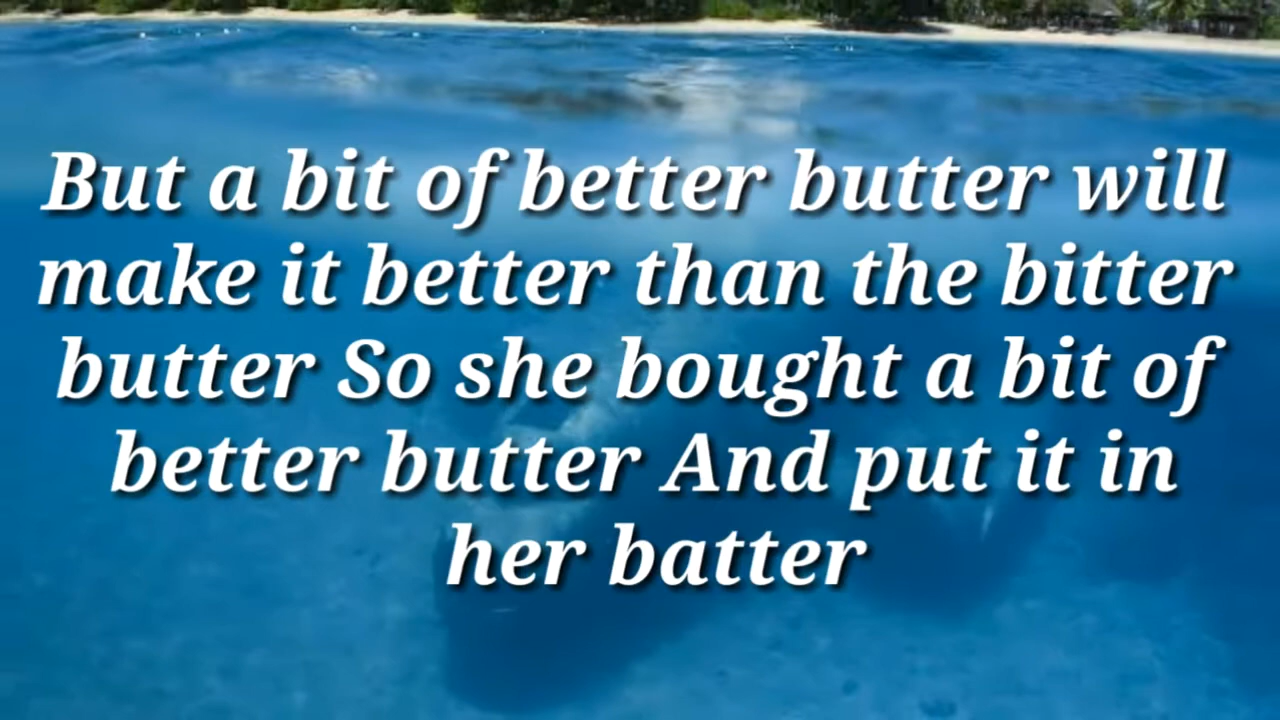 But a bit of better butter will
make it better than the bitter
butter So she bought a bit of
better butter And put it in
her batter